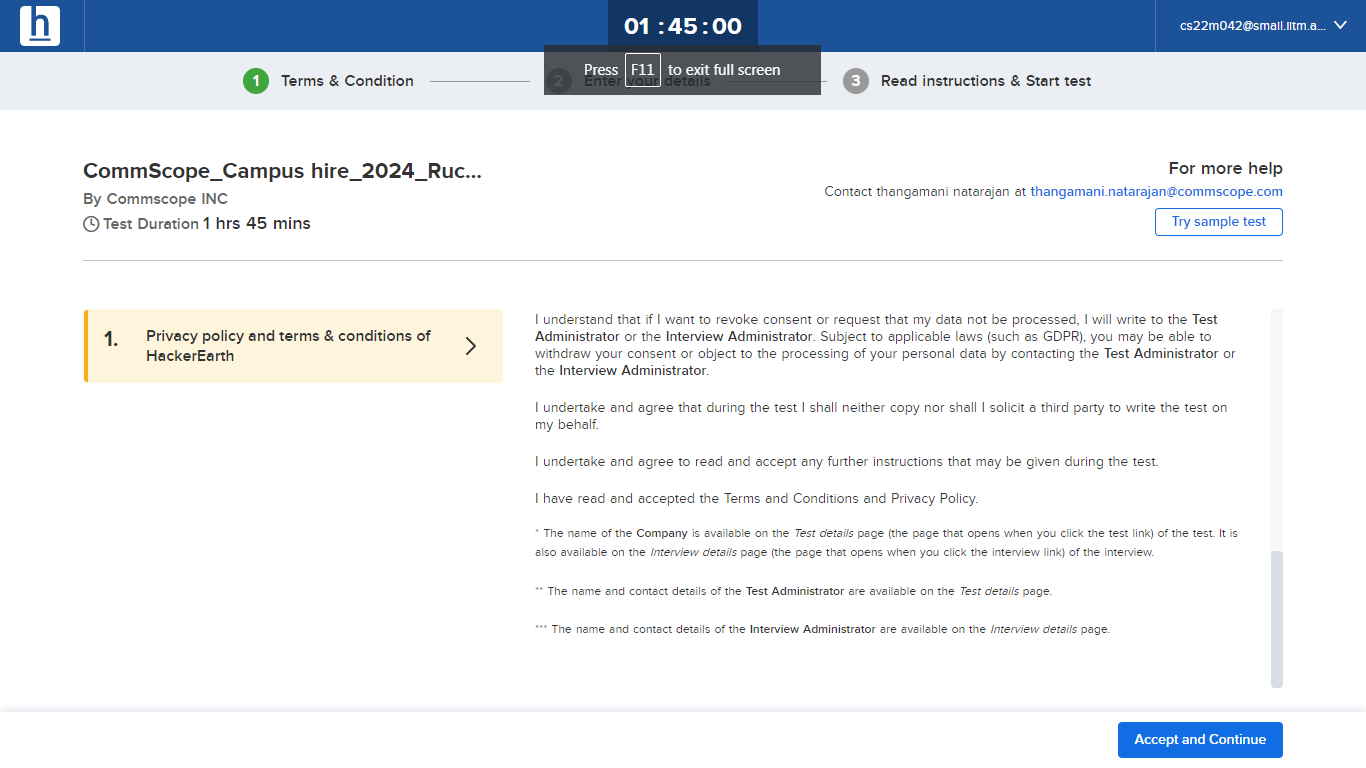 h
01 : 45 : 00
cs22m042@smail.iitm.a...
Press F11 to exit full screen
1 Terms & Condition
2 Enter your details
3 Read instructions & Start test
CommScope_Campus hire_2024_Ruc...
By Commscope INC
Test Duration 1 hrs 45 mins
For more help
Contact thangamani natarajan at thangamani.natarajan@commscope.com
Try sample test
1. Privacy policy and terms & conditions of
HackerEarth
I understand that if I want to revoke consent or request that my data not be processed, I will write to the Test
Administrator or the Interview Administrator. Subject to applicable laws (such as GDPR), you may be able to
withdraw your consent or object to the processing of your personal data by contacting the Test Administrator or
the Interview Administrator.
I undertake and agree that during the test I shall neither copy nor shall I solicit a third party to write the test on
my behalf.
I undertake and agree to read and accept any further instructions that may be given during the test.
I have read and accepted the Terms and Conditions and Privacy Policy.
* The name of the Company is available on the Test details page (the page that opens when you click the test link) of the test. It is
also available on the Interview details page (the page that opens when you click the interview link) of the interview.
** The name and contact details of the Test Administrator are available on the Test details page.
*** The name and contact details of the Interview Administrator are available on the Interview details page.
Accept and Continue